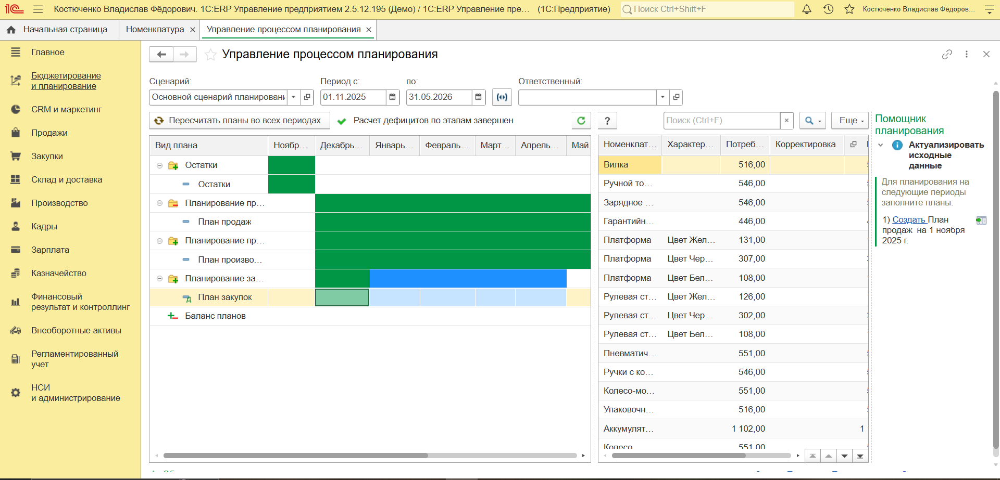 Костюченко Владислав Фёдорович. 1С:ERP Управление предприятием 2.5.12.195 (Демо) / 1С:ERP Управление пре... (1С:Предприятие)
Поиск Ctrl+Shift+F
Костюченко Владислав Фёдоров...
Начальная страница
Номенклатура ×
Управление процессом планирования ×
Главное
Бюджетирование
и планирование
CRM и маркетинг
Продажи
Закупки
Склад и доставка
Производство
Кадры
Зарплата
Казначейство
Финансовый
результат и контроллинг
Внеоборотные активы
Регламентированный
учет
НСИ
и администрирование
Управление процессом планирования
Сценарий: Период с: по: Ответственный:
Основной сценарий планировани 01.11.2025 31.05.2026
Пересчитать планы во всех периодах
Расчет дефицитов по этапам завершен
? Поиск (Ctrl+F) × Еще
Вид плана Ноябр... Декабрь... Январь... Февраль... Март... Апрель... Май
Остатки
Остатки
Планирование пр...
План продаж
Планирование пр...
План произво...
Планирование за...
План закупок
Баланс планов
Номенклат... Характер... Потреб... Корректировка
Вилка 516,00
Ручной то... 546,00
Зарядное ... 546,00
Гарантийн... 446,00
Платформа Цвет Жел... 131,00
Платформа Цвет Чер... 307,00
Платформа Цвет Бел... 108,00
Рулевая ст... Цвет Жел... 126,00
Рулевая ст... Цвет Чер... 302,00
Рулевая ст... Цвет Бел... 108,00
Пневматич... 551,00
Ручки с ко... 546,00
Колесо-мо... 551,00
Упаковочн... 516,00
Аккумулят... 1 102,00 1
Колесо 551,00
Помощник
планирования
Актуализировать
исходные
данные
Для планирования на
следующие периоды
заполните планы:
1) Создать План
продаж на 1 ноября
2025 г.